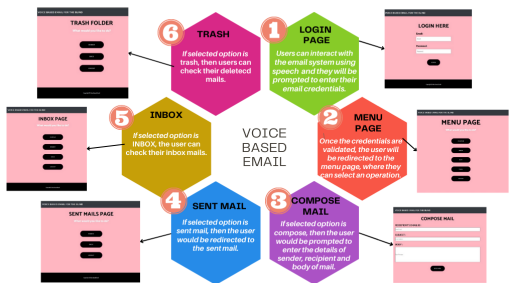 TRASH FOLDER
6
TRASH
If selected option is
trash, then users can
check their deletecd
mails.
1
LOGIN
PAGE
Users can interact with
the email system using
speech and they will be
prompted to enter their
email credentials.
LOGIN HERE
INBOX PAGE
5
INBOX
If selected option is
INBOX, the user can
check their inbox mails.
VOICE
BASED
EMAIL
2
MENU
PAGE
Once the credentials are
validated, the user will
be redirected to the
menu page, where they
can select an operation.
MENU PAGE
SENT MAILS PAGE
4
SENT MAIL
If selected option is
sent mail, then the user
would be redirected to
the sent mail.
3
COMPOSE
MAIL
If selected option is
compose, then the user
would be prompted to
enter the details of
sender, recipient and
body of mail.
COMPOSE MAIL